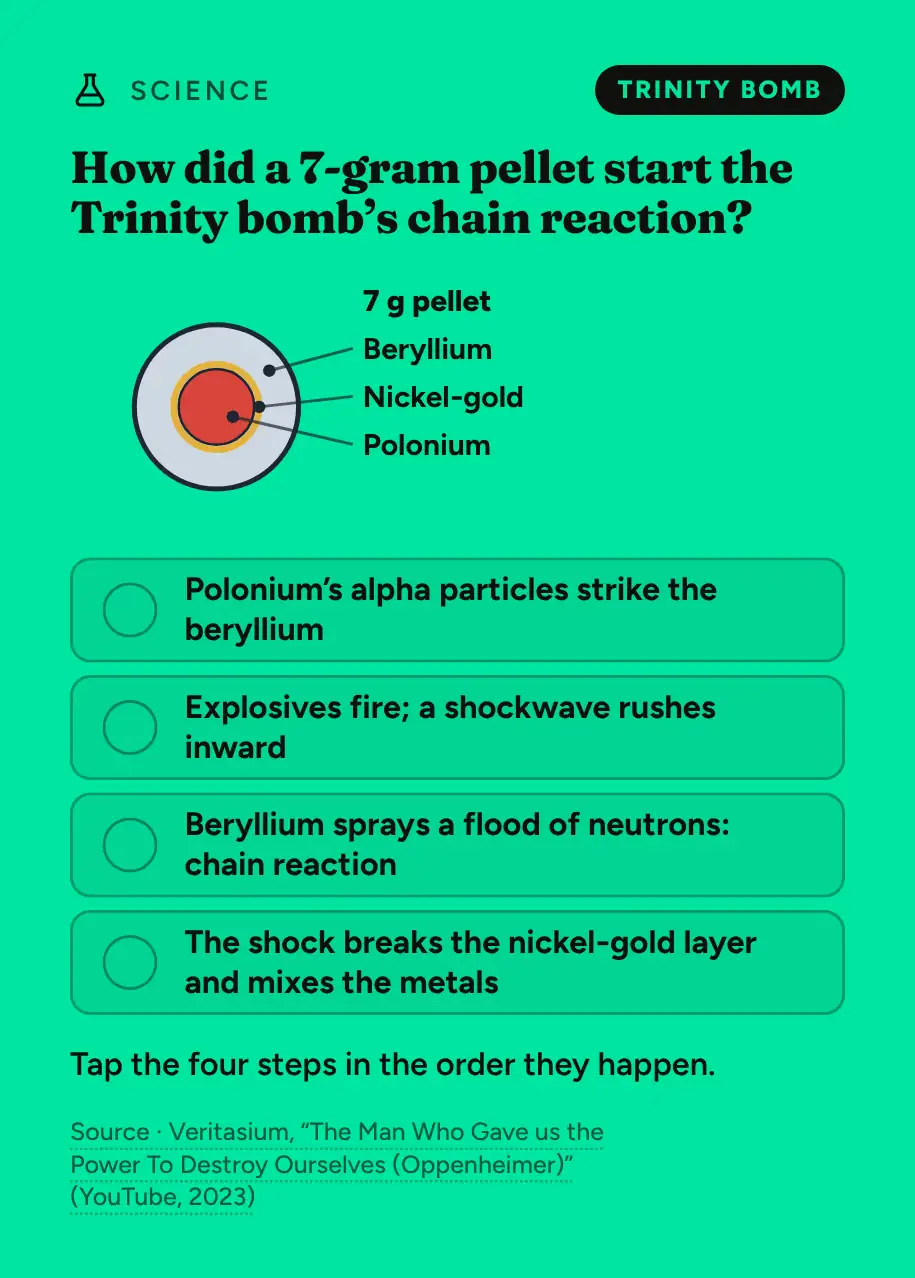 SCIENCE
TRINITY BOMB
How did a 7-gram pellet start the
Trinity bomb’s chain reaction?
7 g pellet
Beryllium
Nickel-gold
Polonium
Polonium’s alpha particles strike the
beryllium
Explosives fire; a shockwave rushes
inward
Beryllium sprays a flood of neutrons:
chain reaction
The shock breaks the nickel-gold layer
and mixes the metals
Tap the four steps in the order they happen.
Source · Veritasium, “The Man Who Gave us the
Power To Destroy Ourselves (Oppenheimer)”
(YouTube, 2023)